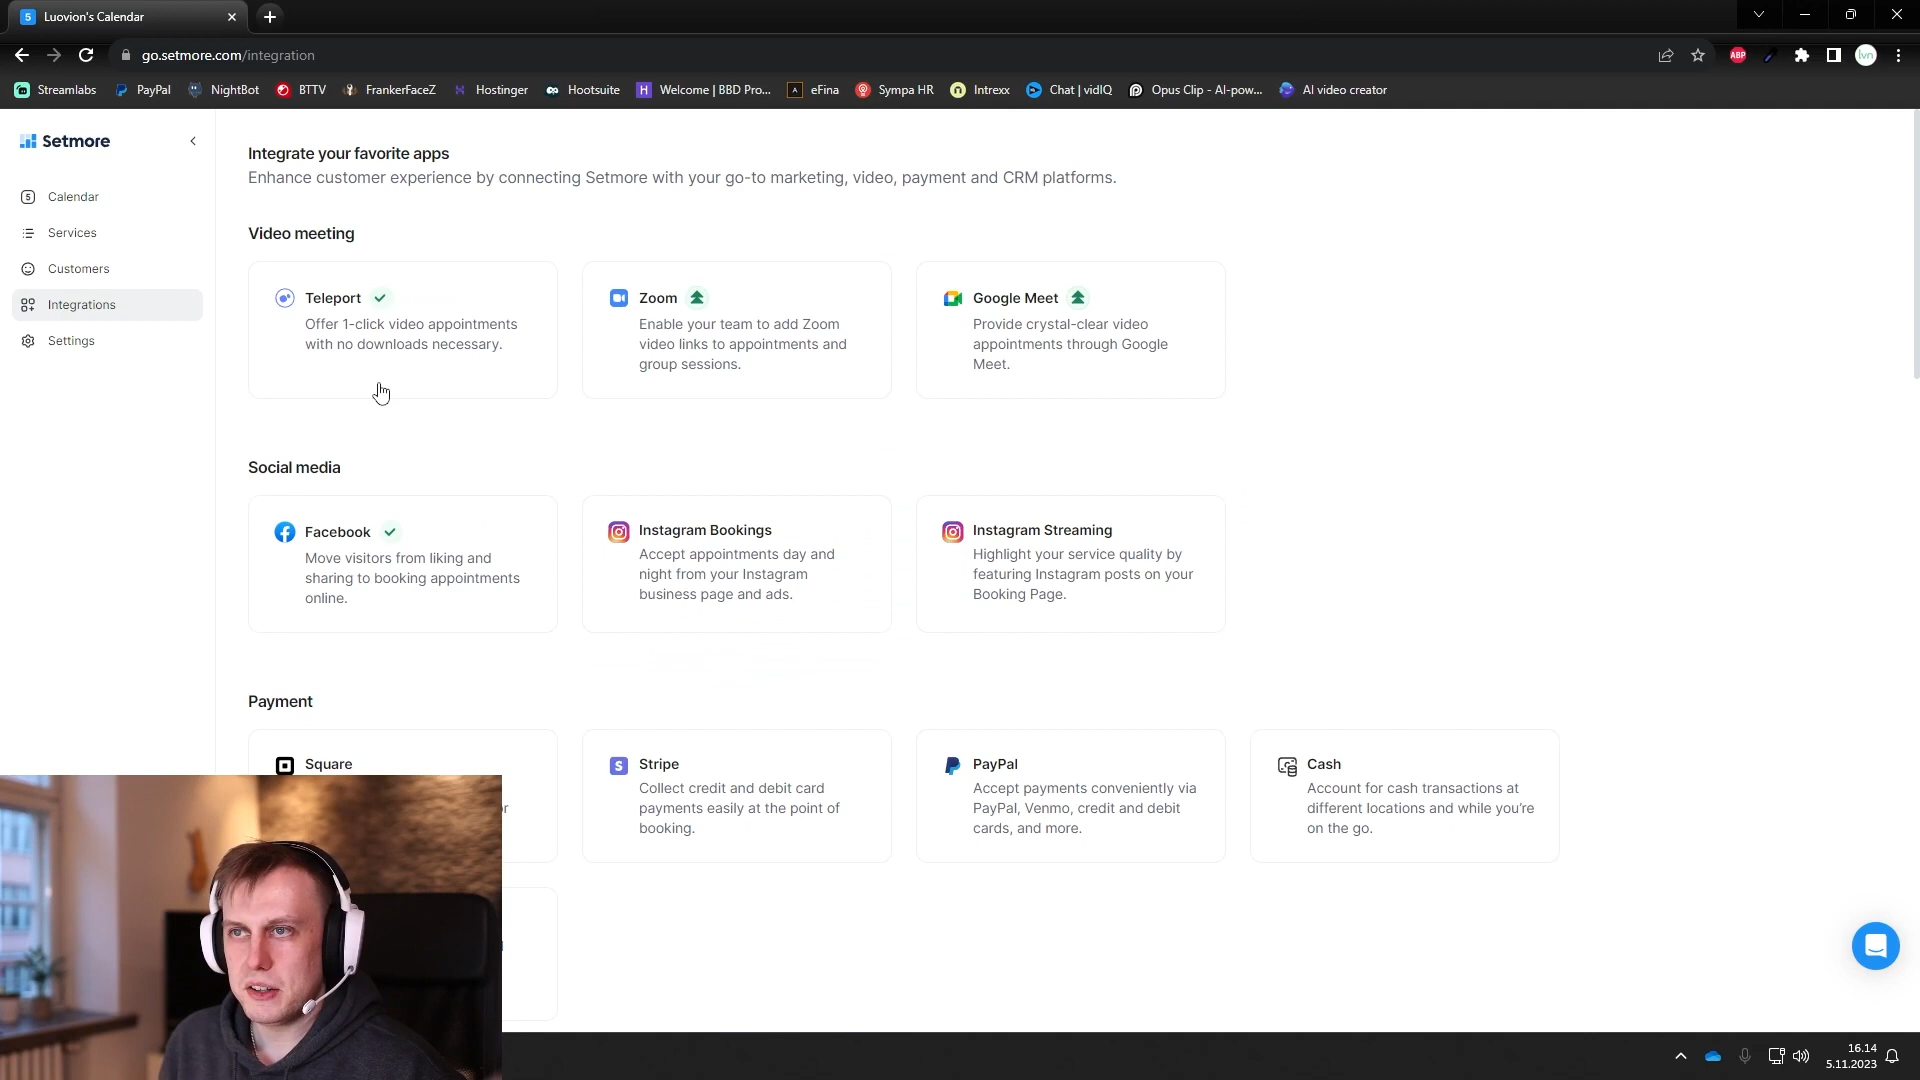 Luovion's Calendar
go.setmore.com/integration
ABP
lvn
Streamlabs PayPal NightBot BTTV FrankerFaceZ Hostinger Hootsuite Welcome | BBD Pro... eFina Sympa HR Intrexx Chat | vidIQ Opus Clip - AI-pow... AI video creator
Setmore
Calendar
Services
Customers
Integrations
Settings
Integrate your favorite apps
Enhance customer experience by connecting Setmore with your go-to marketing, video, payment and CRM platforms.
Video meeting
Teleport
Offer 1-click video appointments
with no downloads necessary.
Zoom
Enable your team to add Zoom
video links to appointments and
group sessions.
Google Meet
Provide crystal-clear video
appointments through Google
Meet.
Social media
Facebook
Move visitors from liking and
sharing to booking appointments
online.
Instagram Bookings
Accept appointments day and
night from your Instagram
business page and ads.
Instagram Streaming
Highlight your service quality by
featuring Instagram posts on your
Booking Page.
Payment
Square
Stripe
Collect credit and debit card
payments easily at the point of
booking.
PayPal
Accept payments conveniently via
PayPal, Venmo, credit and debit
cards, and more.
Cash
Account for cash transactions at
different locations and while you're
on the go.
16.14
5.11.2023